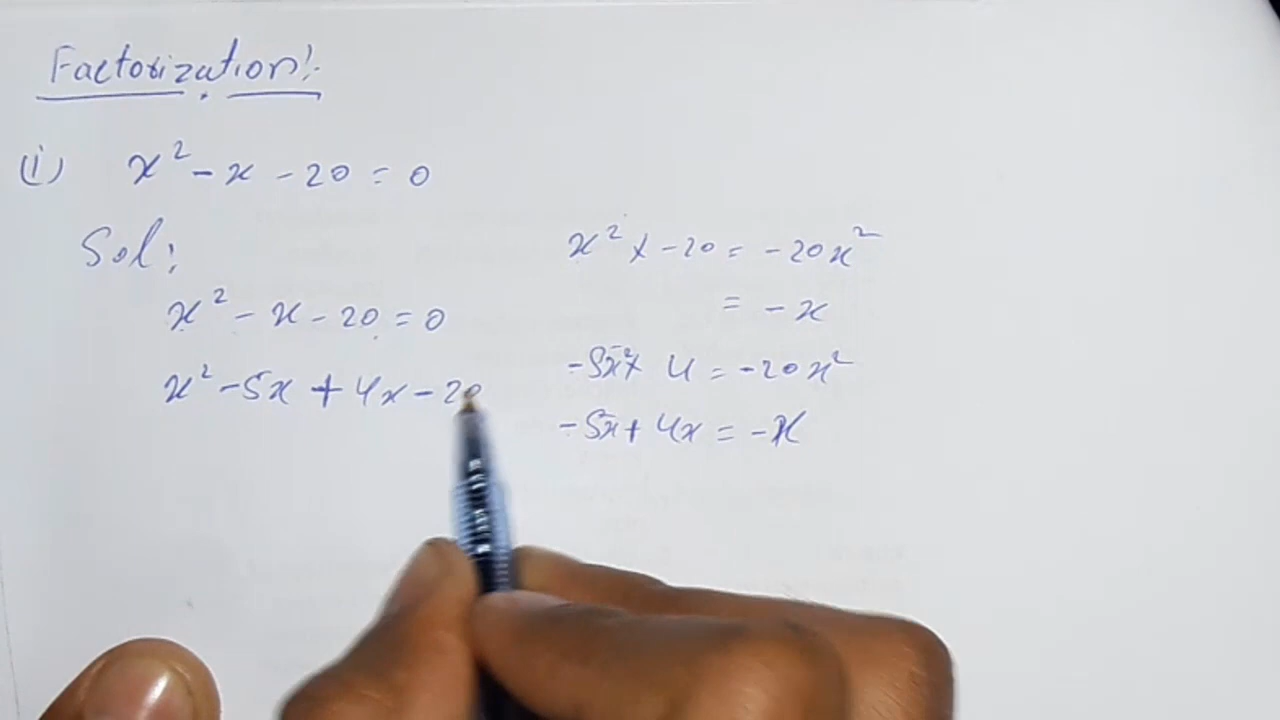 Factorization:-
(i) x² - x - 20 = 0
Sol:
x² - x - 20 = 0
x² - 5x + 4x - 20
x² × -20 = -20x²
= -x
-5x² × 4 = -20x²
-5x + 4x = -x